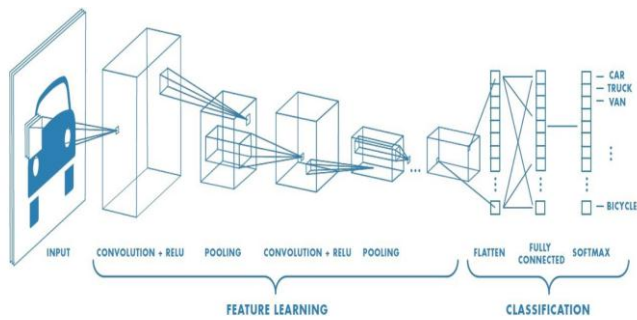 CAR
TRUCK
VAN
BICYCLE
INPUT
CONVOLUTION + RELU
POOLING
CONVOLUTION + RELU
POOLING
FLATTEN
FULLY
CONNECTED
SOFTMAX
FEATURE LEARNING
CLASSIFICATION